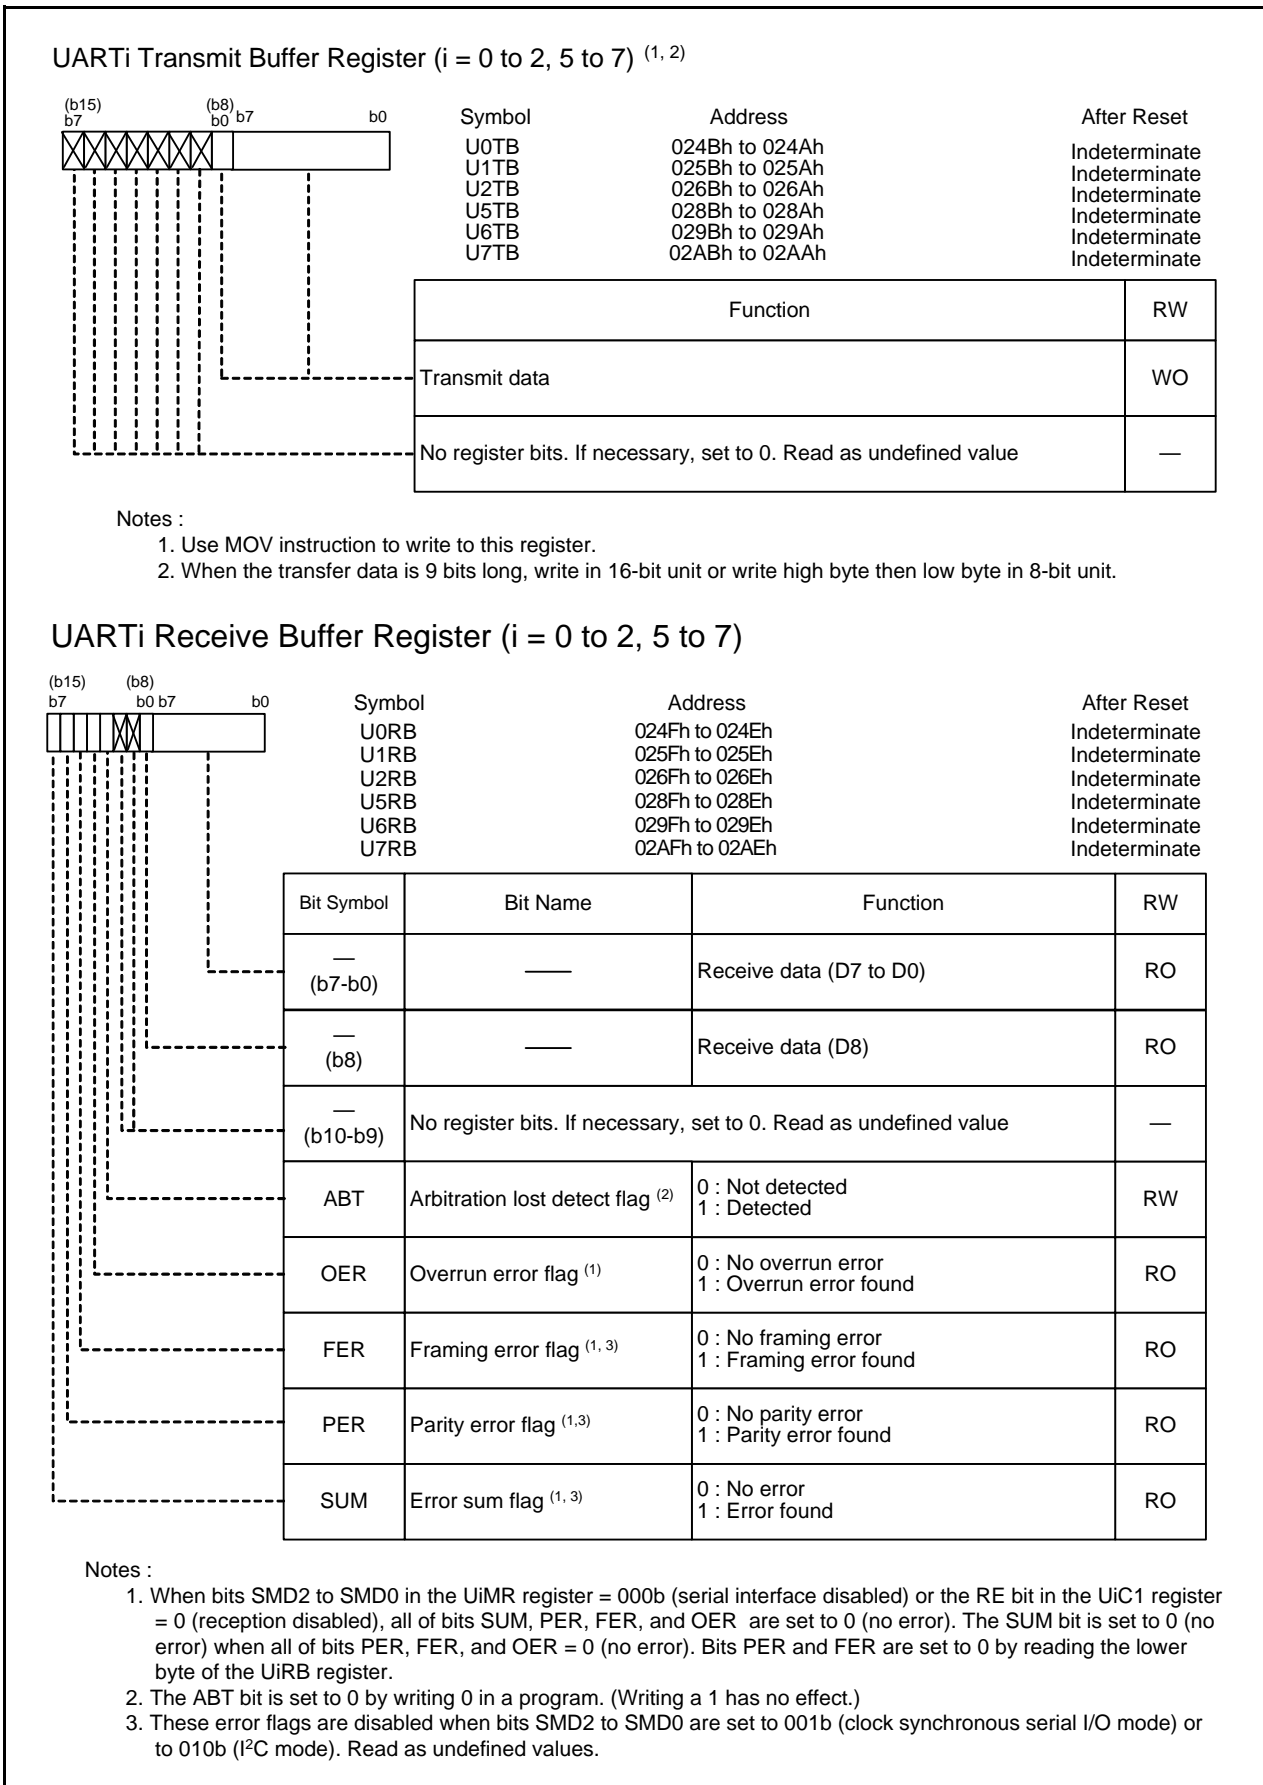 UARTi Transmit Buffer Register (i = 0 to 2, 5 to 7) (1, 2)
(b15) (b8)
b7 b0 b7 b0
Symbol Address After Reset
U0TB 024Bh to 024Ah Indeterminate
U1TB 025Bh to 025Ah Indeterminate
U2TB 026Bh to 026Ah Indeterminate
U5TB 028Bh to 028Ah Indeterminate
U6TB 029Bh to 029Ah Indeterminate
U7TB 02ABh to 02AAh Indeterminate
Function RW
Transmit data WO
No register bits. If necessary, set to 0. Read as undefined value —
Notes :
1. Use MOV instruction to write to this register.
2. When the transfer data is 9 bits long, write in 16-bit unit or write high byte then low byte in 8-bit unit.
UARTi Receive Buffer Register (i = 0 to 2, 5 to 7)
(b15) (b8)
b7 b0 b7 b0
Symbol Address After Reset
U0RB 024Fh to 024Eh Indeterminate
U1RB 025Fh to 025Eh Indeterminate
U2RB 026Fh to 026Eh Indeterminate
U5RB 028Fh to 028Eh Indeterminate
U6RB 029Fh to 029Eh Indeterminate
U7RB 02AFh to 02AEh Indeterminate
Bit Symbol Bit Name Function RW
—
(b7-b0) —— Receive data (D7 to D0) RO
—
(b8) —— Receive data (D8) RO
—
(b10-b9) No register bits. If necessary, set to 0. Read as undefined value —
ABT Arbitration lost detect flag (2) 0 : Not detected RW
1 : Detected
OER Overrun error flag (1) 0 : No overrun error RO
1 : Overrun error found
FER Framing error flag (1, 3) 0 : No framing error RO
1 : Framing error found
PER Parity error flag (1,3) 0 : No parity error RO
1 : Parity error found
SUM Error sum flag (1, 3) 0 : No error RO
1 : Error found
Notes :
1. When bits SMD2 to SMD0 in the UiMR register = 000b (serial interface disabled) or the RE bit in the UiC1 register
= 0 (reception disabled), all of bits SUM, PER, FER, and OER are set to 0 (no error). The SUM bit is set to 0 (no
error) when all of bits PER, FER, and OER = 0 (no error). Bits PER and FER are set to 0 by reading the lower
byte of the UiRB register.
2. The ABT bit is set to 0 by writing 0 in a program. (Writing a 1 has no effect.)
3. These error flags are disabled when bits SMD2 to SMD0 are set to 001b (clock synchronous serial I/O mode) or
to 010b (I²C mode). Read as undefined values.